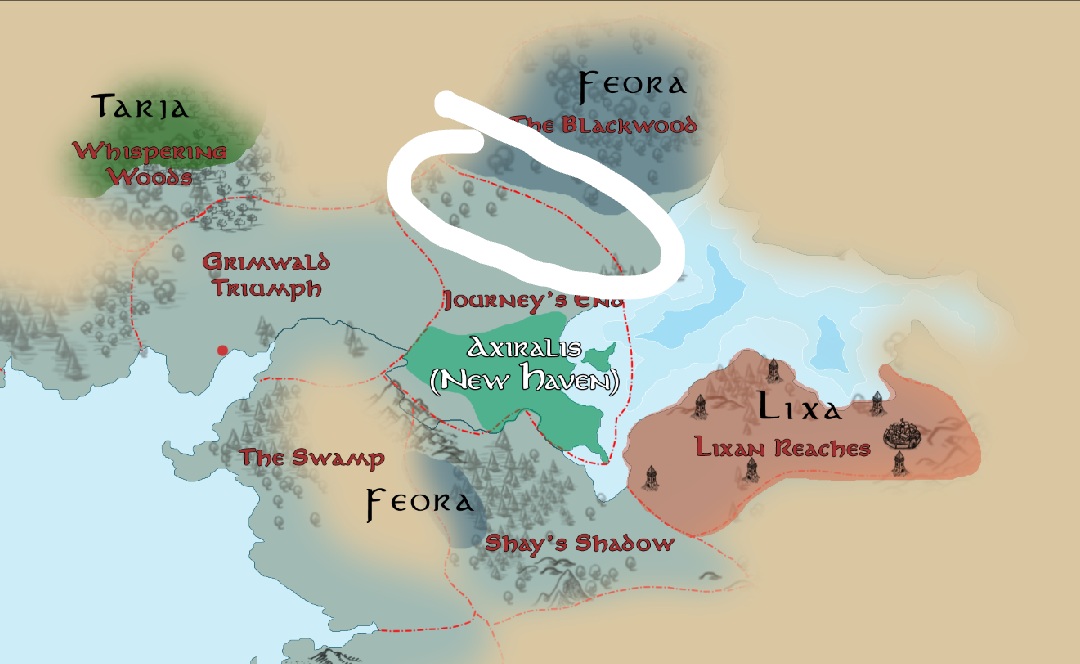 Feora
Taria
The Blackwood
Whispering
Woods
Grimwald
Triumph
Journey's End
Axiralis
(New Haven)
Lixa
Lixan Reaches
The Swamp
Feora
Shay's Shadow